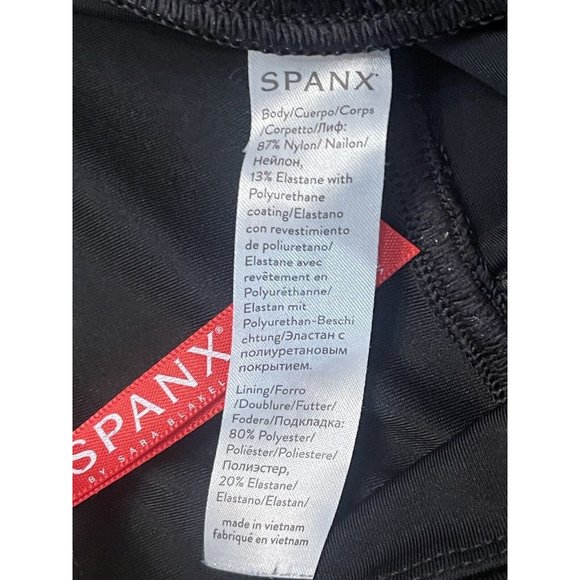 SPANX
Body/Cuerpo/Corps
/Corpetto/Лиф:
87% Nylon/ Nailon/
Нейлон,
13% Elastane with
Polyurethane
coating/Elastano
con revestimiento
de poliuretano/
Elastane avec
revêtement en
Polyuréthanne/
Elastan mit
Polyurethan-Beschi
chtung/Эластан с
полиуретановым
покрытием.
Lining/Forro
/Doublure/Futter/
Fodera/Подкладка:
80% Polyester/
Poliéster/Poliestere/
Полиэстер,
20% Elastane/
Elastano/Elastan/
made in vietnam
fabriqué en vietnam
SPANX®
BY SARA BLAKEL